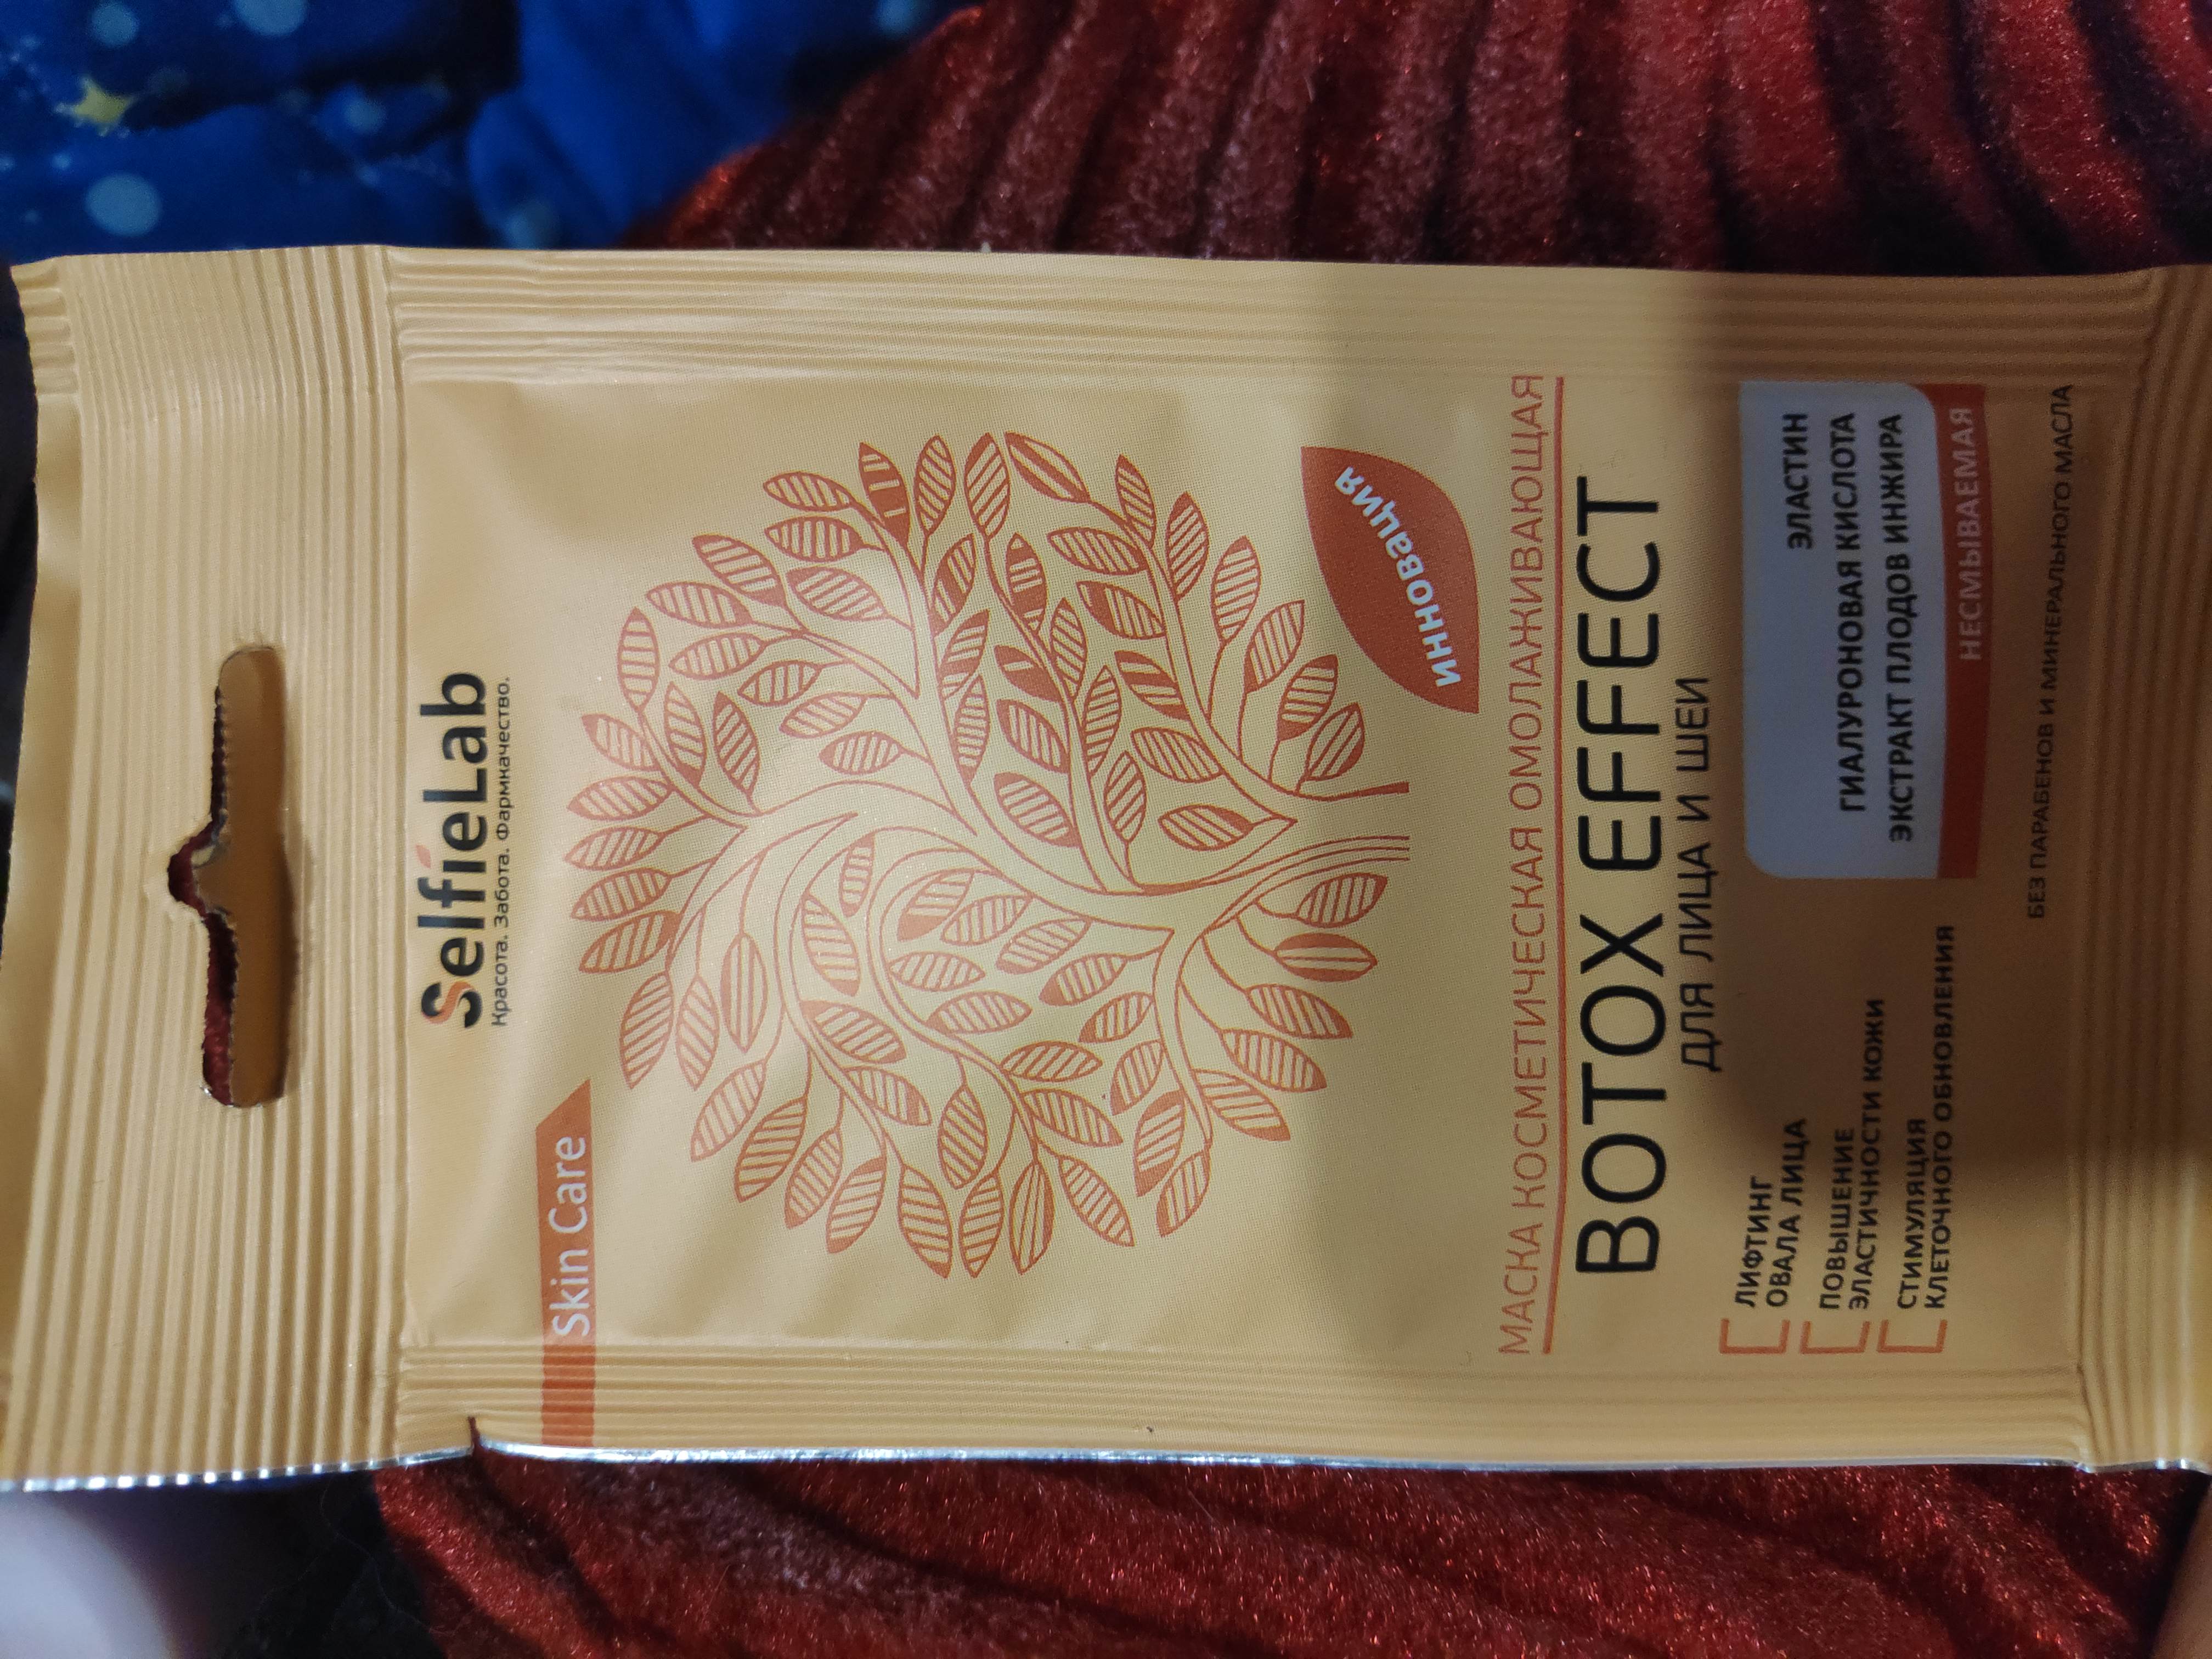 SelfieLab
Красота. Забота. Фармкачество.
Skin Care
инновация
МАСКА КОСМЕТИЧЕСКАЯ ОМОЛАЖИВАЮЩАЯ
BOTOX EFFECT
ДЛЯ ЛИЦА И ШЕИ
ЛИФТИНГ
ОВАЛА ЛИЦА
ПОВЫШЕНИЕ
ЭЛАСТИЧНОСТИ КОЖИ
СТИМУЛЯЦИЯ
КЛЕТОЧНОГО ОБНОВЛЕНИЯ
ЭЛАСТИН
ГИАЛУРОНОВАЯ КИСЛОТА
ЭКСТРАКТ ПЛОДОВ ИНЖИРА
НЕСМЫВАЕМАЯ
БЕЗ ПАРАБЕНОВ И МИНЕРАЛЬНОГО МАСЛА